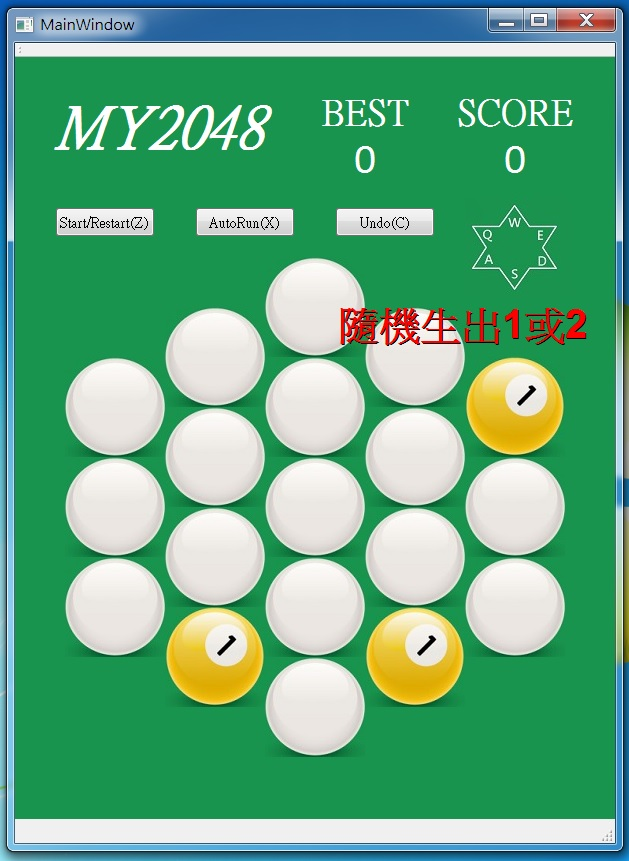 MainWindow
MY2048
BEST
SCORE
0
0
Start/Restart(Z)
AutoRun(X)
Undo(C)
W
Q
E
A
D
S
隨機生出1或2
1
1
1